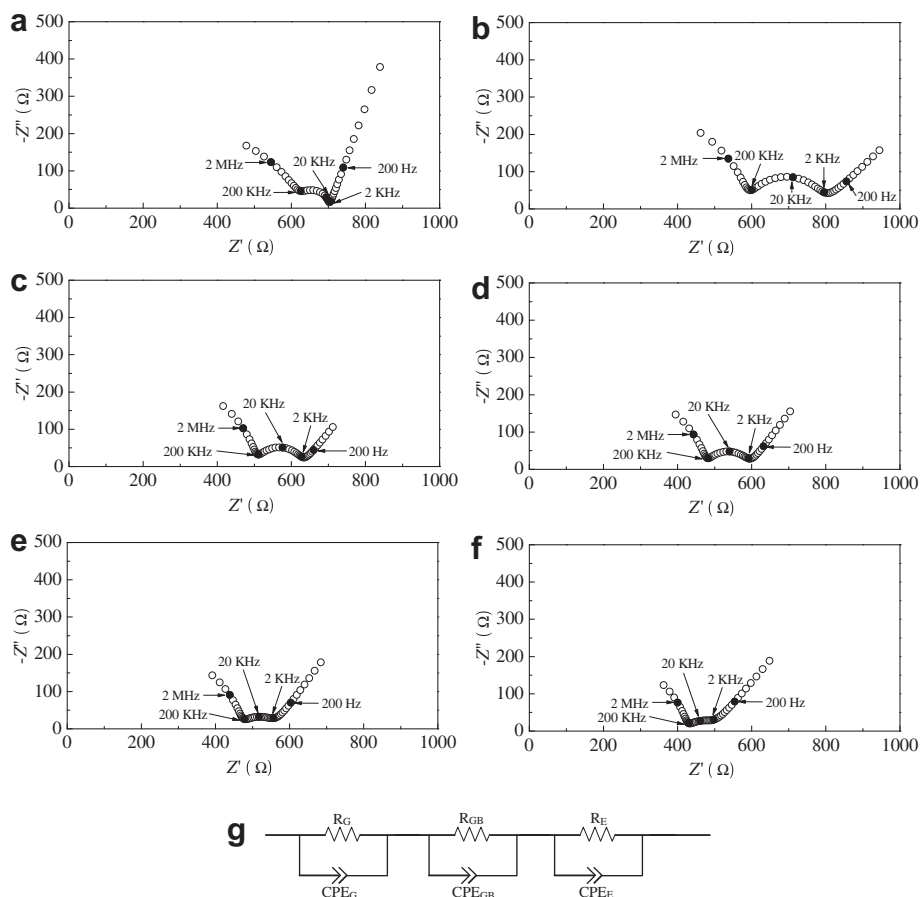 a
500
400
300
200
100
0
-Z" ( Ω )
2 MHz
200 KHz
20 KHz
200 Hz
2 KHz
0 200 400 600 800 1000
Z' ( Ω )
b
500
400
300
200
100
0
-Z" ( Ω )
2 MHz
200 KHz
2 KHz
20 KHz
200 Hz
0 200 400 600 800 1000
Z' ( Ω )
c
500
400
300
200
100
0
-Z" ( Ω )
20 KHz
2 KHz
2 MHz
200 KHz
200 Hz
0 200 400 600 800 1000
Z' ( Ω )
d
500
400
300
200
100
0
-Z" ( Ω )
20 KHz
2 KHz
2 MHz
200 KHz
200 Hz
0 200 400 600 800 1000
Z' ( Ω )
e
500
400
300
200
100
0
-Z" ( Ω )
20 KHz
2 KHz
2 MHz
200 KHz
200 Hz
0 200 400 600 800 1000
Z' ( Ω )
f
500
400
300
200
100
0
-Z" ( Ω )
20 KHz
2 KHz
2 MHz
200 KHz
200 Hz
0 200 400 600 800 1000
Z' ( Ω )
g
R_G R_GB R_E
CPE_G CPE_GB CPE_E